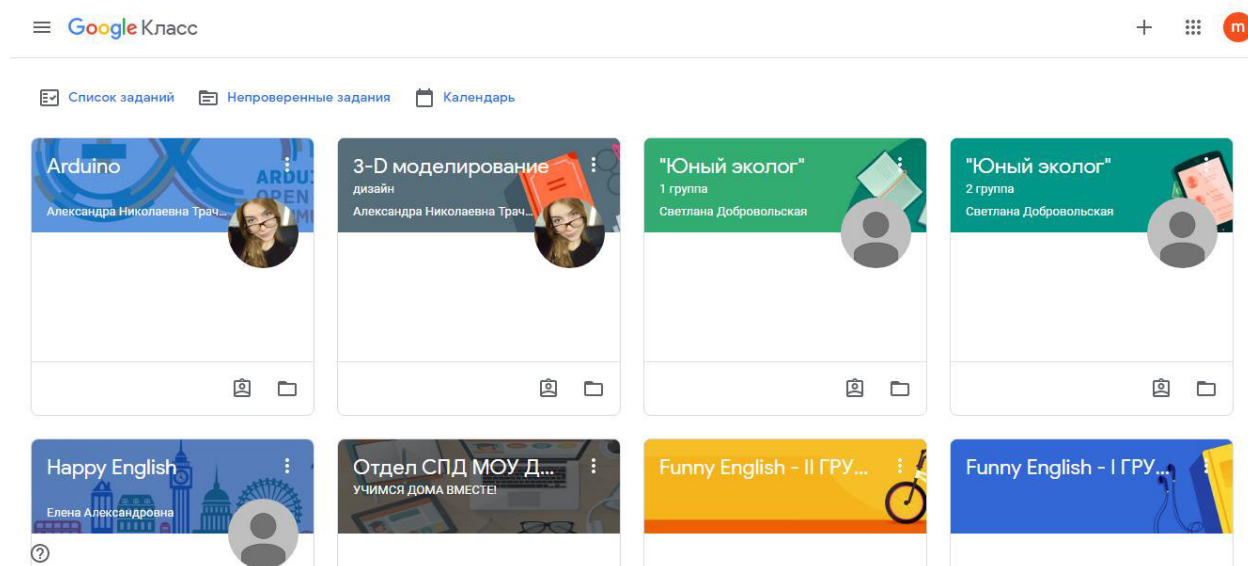 Google Класс
m
Список заданий Непроверенные задания Календарь
Arduino
Александра Николаевна Трач...
3-D моделирование
дизайн
Александра Николаевна Трач...
"Юный эколог"
1 группа
Светлана Добровольская
"Юный эколог"
2 группа
Светлана Добровольская
Happy English
Елена Александровна
Отдел СПД МОУ Д...
УЧИМСЯ ДОМА ВМЕСТЕ!
Funny English - II ГРУ...
Funny English - I ГРУ...